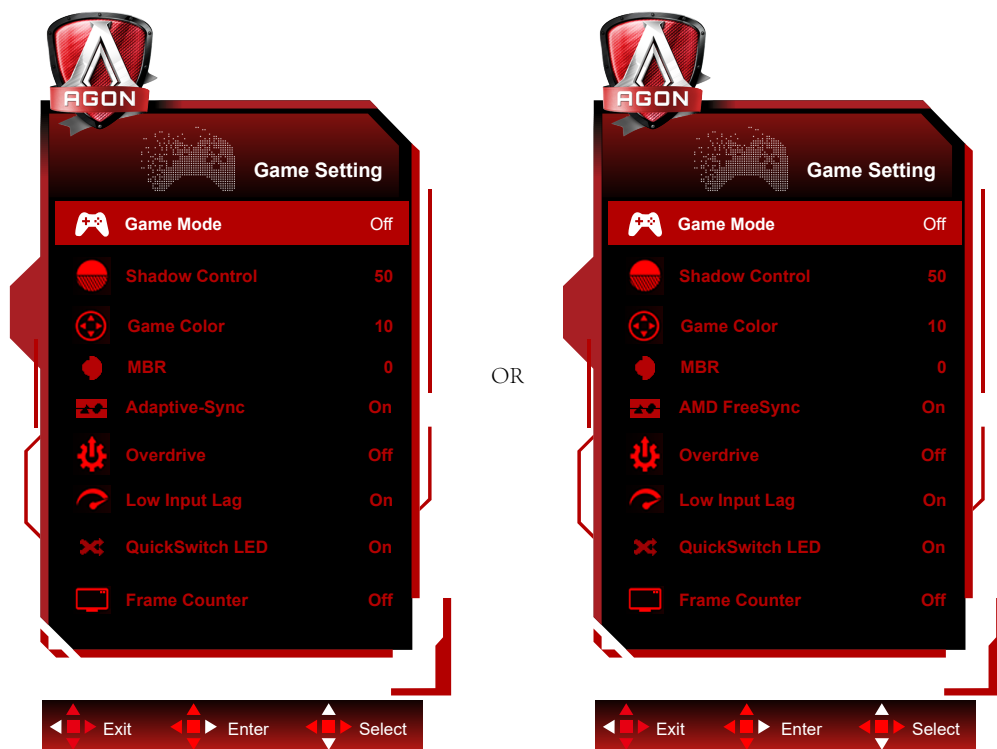 AGON
Game Setting
Game Mode Off
Shadow Control 50
Game Color 10
MBR 0
Adaptive-Sync On
Overdrive Off
Low Input Lag On
QuickSwitch LED On
Frame Counter Off
Exit Enter Select
OR
AGON
Game Setting
Game Mode Off
Shadow Control 50
Game Color 10
MBR 0
AMD FreeSync On
Overdrive Off
Low Input Lag On
QuickSwitch LED On
Frame Counter Off
Exit Enter Select